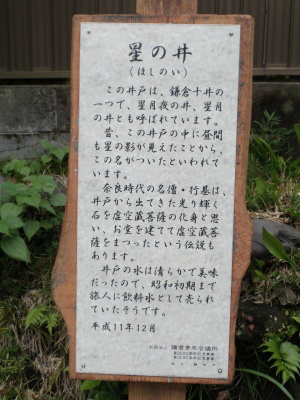 星の井
(ほしのい)
この井戸は、鎌倉十井の
一つで、星月夜の井、星月
の井とも呼ばれています。
昔、この井戸の中に昼間
も星の影が見えたことから、
この名がついたといわれて
います。
奈良時代の名僧・行基は、
井戸から出てきた光り輝く
石を虚空蔵菩薩の化身と思
い、お堂を建てて虚空蔵菩
薩をまつったという伝説も
あります。
井戸の水は清らかで美味
だったので、昭和初期まで
旅人に飲料水として売られ
ていたそうです。
平成11年12月
社団法人 鎌倉青年会議所